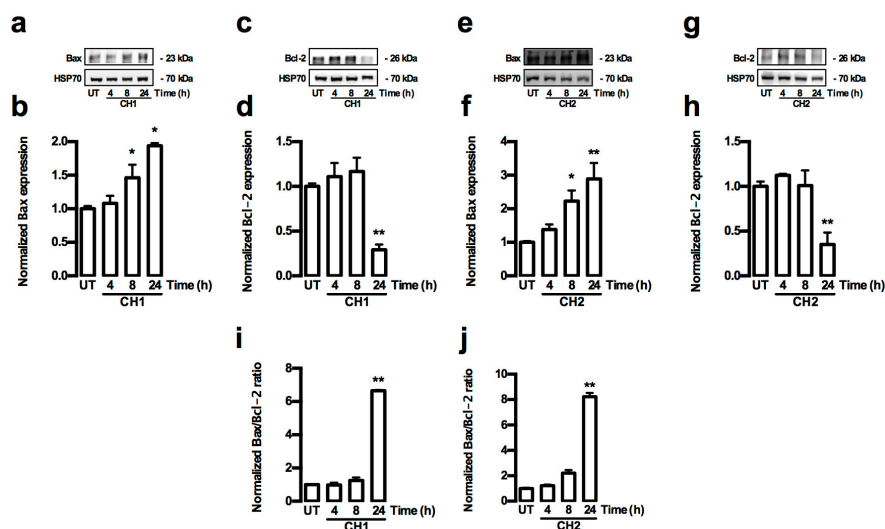 a
Bax
- 23 kDa
HSP70
- 70 kDa
UT 4 8 24 Time (h)
CH1
b
Normalized Bax expression
2.0
1.5
1.0
0.5
0.0
*
*
UT 4 8 24 Time (h)
CH1
c
Bcl-2
- 26 kDa
HSP70
- 70 kDa
UT 4 8 24 Time (h)
CH1
d
Normalized Bcl-2 expression
1.5
1.0
0.5
0.0
**
UT 4 8 24 Time (h)
CH1
e
Bax
- 23 kDa
HSP70
- 70 kDa
UT 4 8 24 Time (h)
CH2
f
Normalized Bax expression
4
3
2
1
0
*
**
UT 4 8 24 Time (h)
CH2
g
Bcl-2
- 26 kDa
HSP70
- 70 kDa
UT 4 8 24 Time (h)
CH2
h
Normalized Bcl-2 expression
1.5
1.0
0.5
0.0
**
UT 4 8 24 Time (h)
CH2
i
Normalized Bax/Bcl-2 ratio
8
6
4
2
0
**
UT 4 8 24 Time (h)
CH1
j
Normalized Bax/Bcl-2 ratio
10
8
6
4
2
0
**
UT 4 8 24 Time (h)
CH2